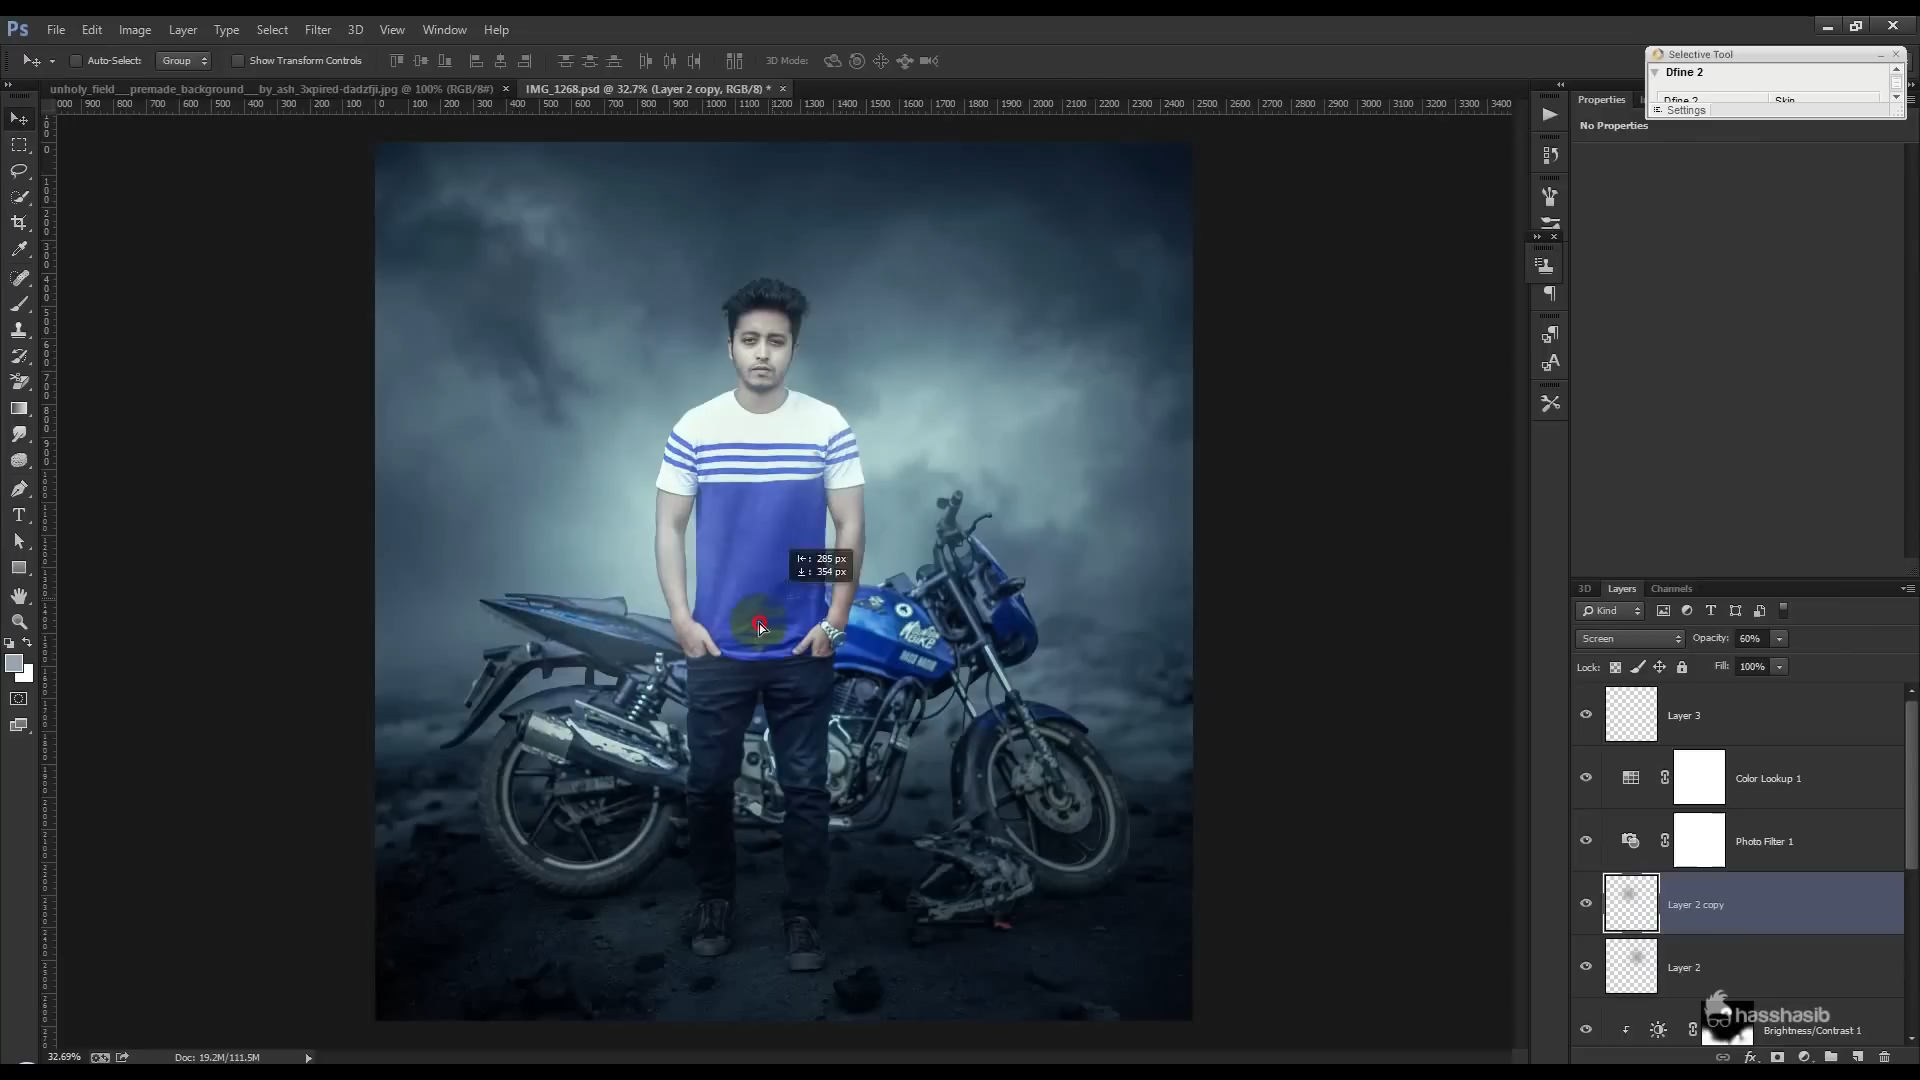 Ps File Edit Image Layer Type Select Filter 3D View Window Help
Auto-Select: Group Show Transform Controls 3D Mode:
Selective Tool
Dfine 2
Dfine 2 Skin
Settings
unholy_field__premade_background__by_ash_3xpired-dadzfji.jpg @ 100% (RGB/8#) × IMG_1268.psd @ 32.7% (Layer 2 copy, RGB/8) * ×
Properties
No Properties
285 px
354 px
3D Layers Channels
Kind
Screen Opacity: 60%
Lock: Fill: 100%
Layer 3
Color Lookup 1
Photo Filter 1
Layer 2 copy
Layer 2
hasshasib
Brightness/Contrast 1
32.69% Doc: 19.2M/111.5M